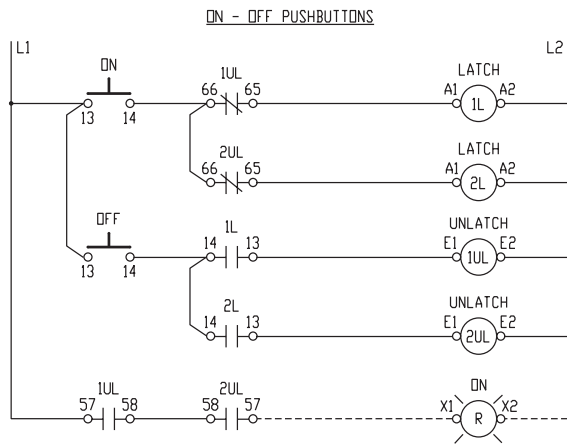 ON - OFF PUSHBUTTONS
L1 L2
ON 1UL LATCH
66 65 A1 1L A2
13 14
2UL LATCH
66 65 A1 2L A2
OFF 1L UNLATCH
14 13 E1 1UL E2
13 14
2L UNLATCH
14 13 E1 2UL E2
1UL 2UL ON
57 58 58 57 X1 R X2